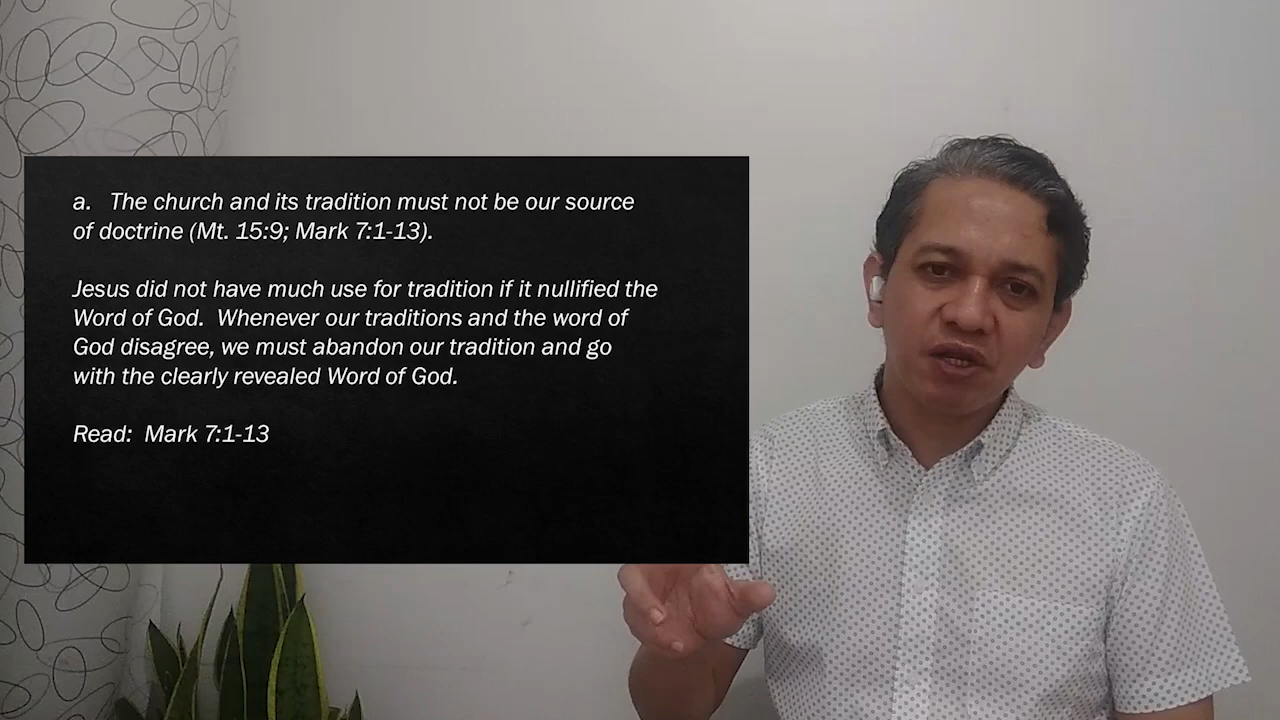 a. The church and its tradition must not be our source
of doctrine (Mt. 15:9; Mark 7:1-13).
Jesus did not have much use for tradition if it nullified the
Word of God. Whenever our traditions and the word of
God disagree, we must abandon our tradition and go
with the clearly revealed Word of God.
Read: Mark 7:1-13